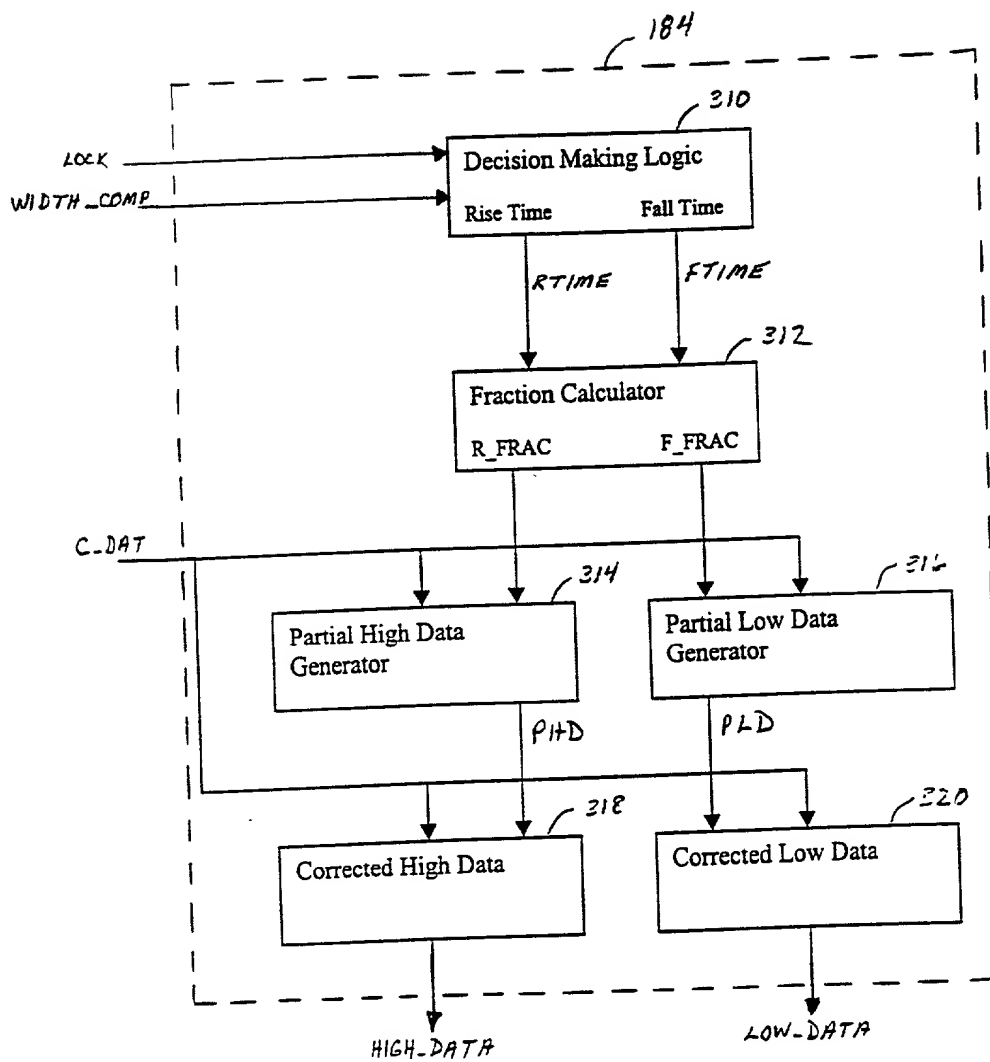 184
310
LOCK
Decision Making Logic
WIDTH_COMP
Rise Time Fall Time
RTIME FTIME
312
Fraction Calculator
R_FRAC F_FRAC
C_DAT
314 316
Partial High Data
Generator
Partial Low Data
Generator
PHD PLD
318 320
Corrected High Data Corrected Low Data
HIGH_DATA LOW_DATA